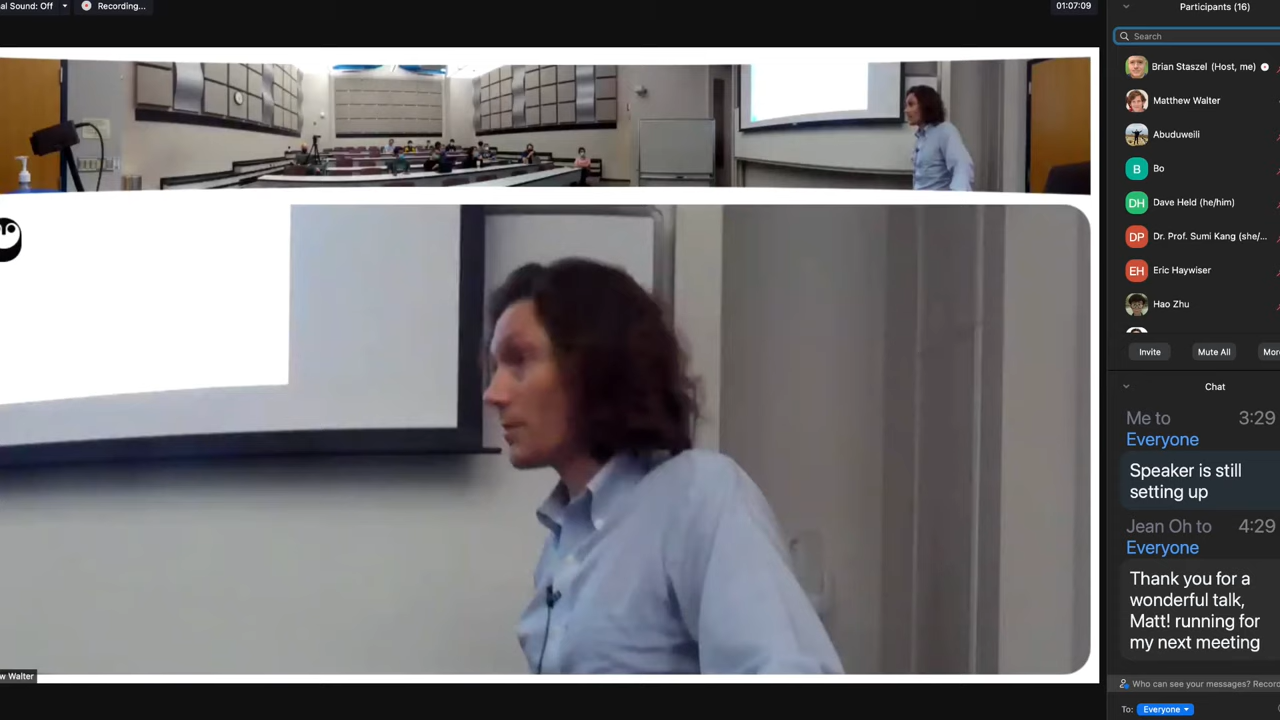 al Sound: Off
Recording...
01:07:09
Participants (16)
Search
Brian Staszel (Host, me)
Matthew Walter
Abuduweili
B
Bo
DH
Dave Held (he/him)
DP
Dr. Prof. Sumi Kang (she/...
EH
Eric Haywiser
Hao Zhu
Invite
Mute All
Mor
Chat
Me to
3:29
Everyone
Speaker is still
setting up
Jean Oh to
4:29
Everyone
Thank you for a
wonderful talk,
Matt! running for
my next meeting
w Walter
Who can see your messages? Record
To:
Everyone